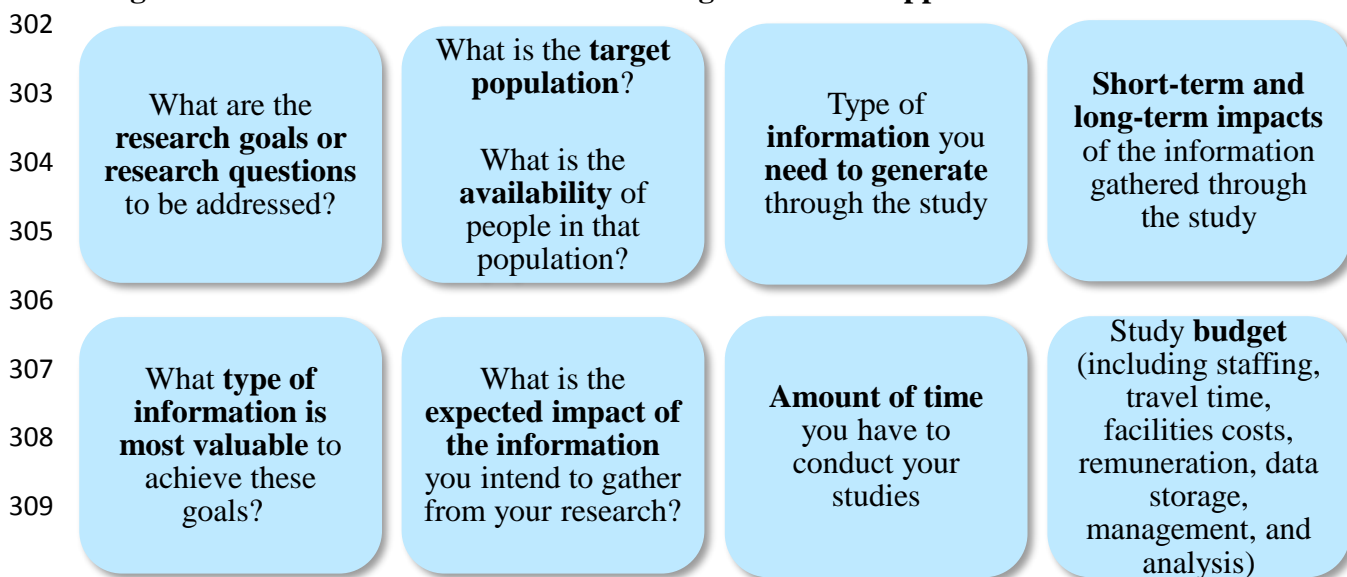 302
303
304
305
306
307
308
309
What are the
research goals or
research questions
to be addressed?
What is the target
population?
What is the
availability of
people in that
population?
Type of
information you
need to generate
through the study
Short-term and
long-term impacts
of the information
gathered through
the study
What type of
information is
most valuable to
achieve these
goals?
What is the
expected impact of
the information
you intend to gather
from your research?
Amount of time
you have to
conduct your
studies
Study budget
(including staffing,
travel time,
facilities costs,
remuneration, data
storage,
management, and
analysis)